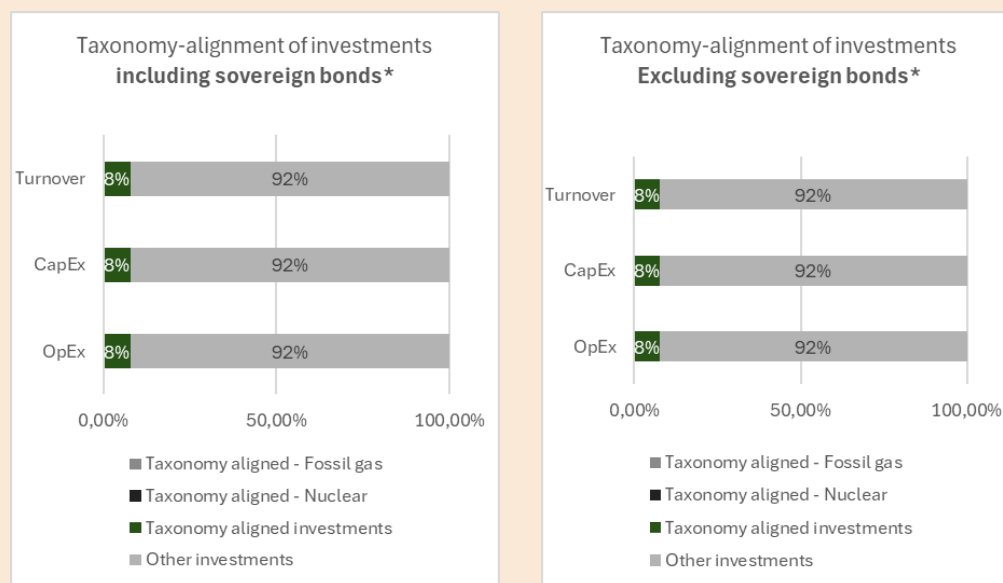 Taxonomy-alignment of investments
including sovereign bonds*
Turnover
8%
92%
CapEx
8%
92%
OpEx
8%
92%
0,00%
50,00%
100,00%
Taxonomy aligned - Fossil gas
Taxonomy aligned - Nuclear
Taxonomy aligned investments
Other investments
Taxonomy-alignment of investments
Excluding sovereign bonds*
Turnover
8%
92%
CapEx
8%
92%
OpEx
8%
92%
0,00%
50,00%
100,00%
Taxonomy aligned - Fossil gas
Taxonomy aligned - Nuclear
Taxonomy aligned investments
Other investments